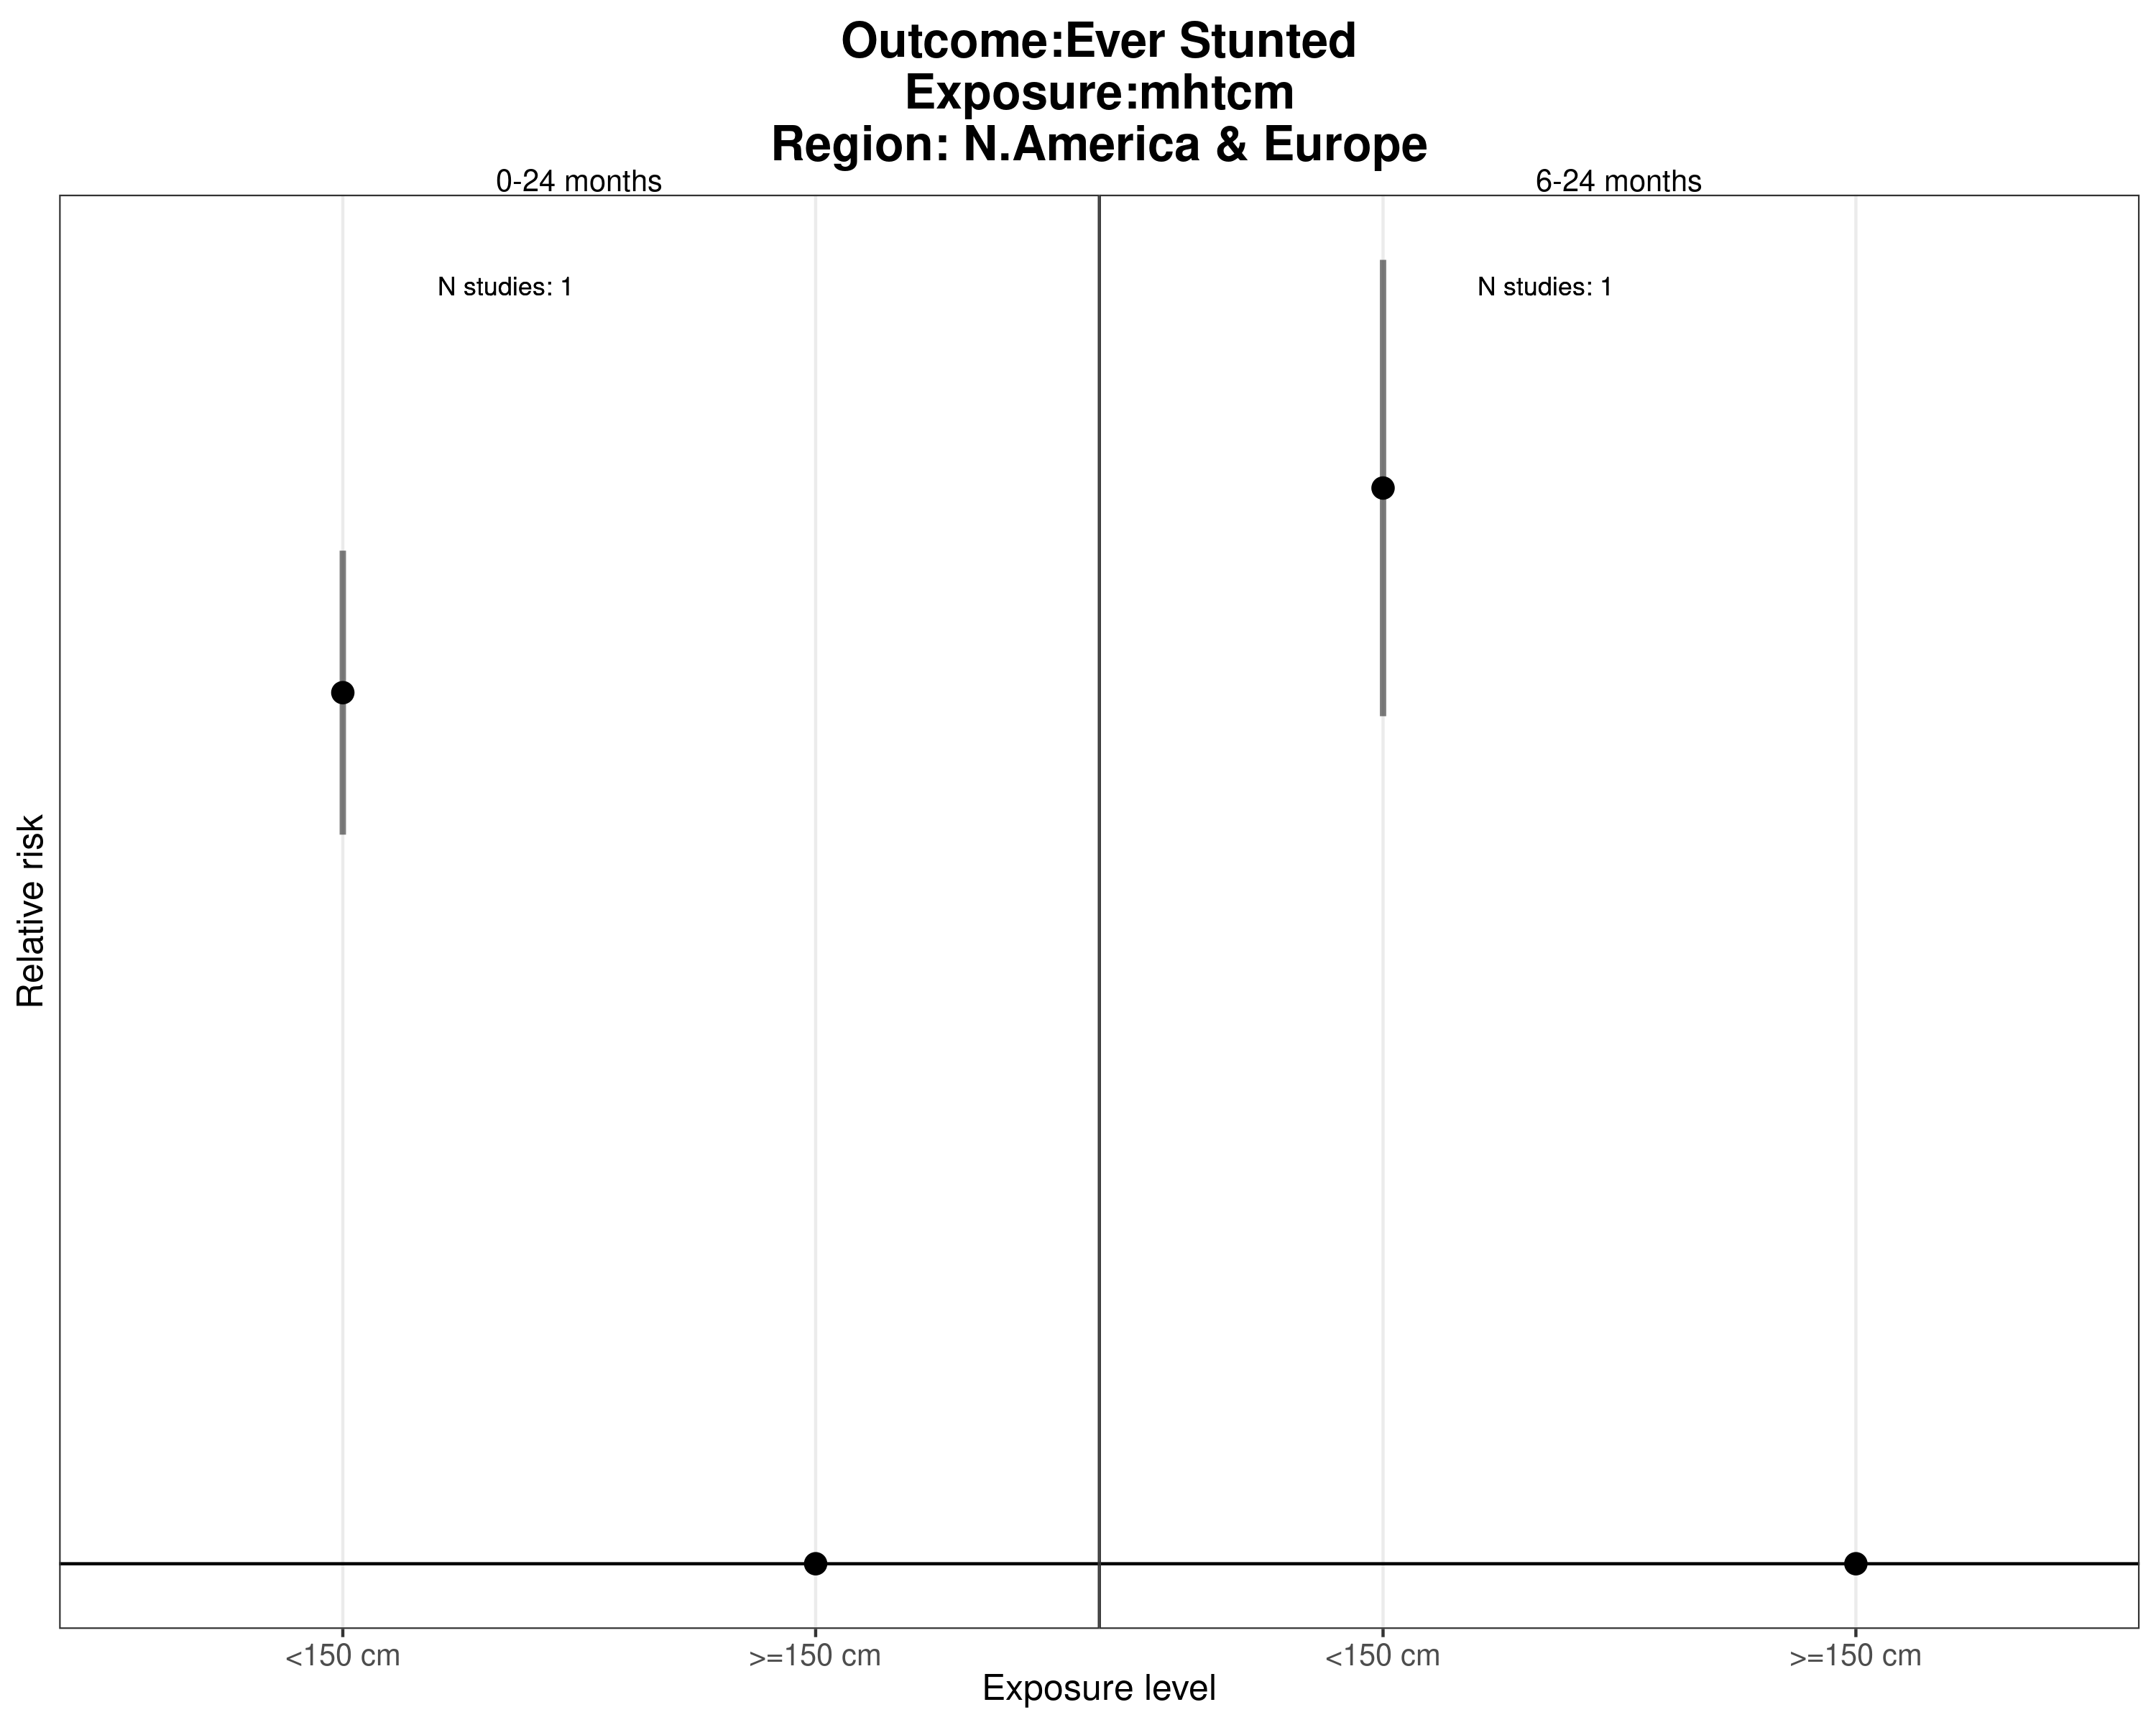 Outcome:Ever Stunted
Exposure:mhtcm
Region: N.America & Europe
0-24 months
6-24 months
N studies: 1
N studies: 1
Relative risk
<150 cm
>=150 cm
<150 cm
>=150 cm
Exposure level